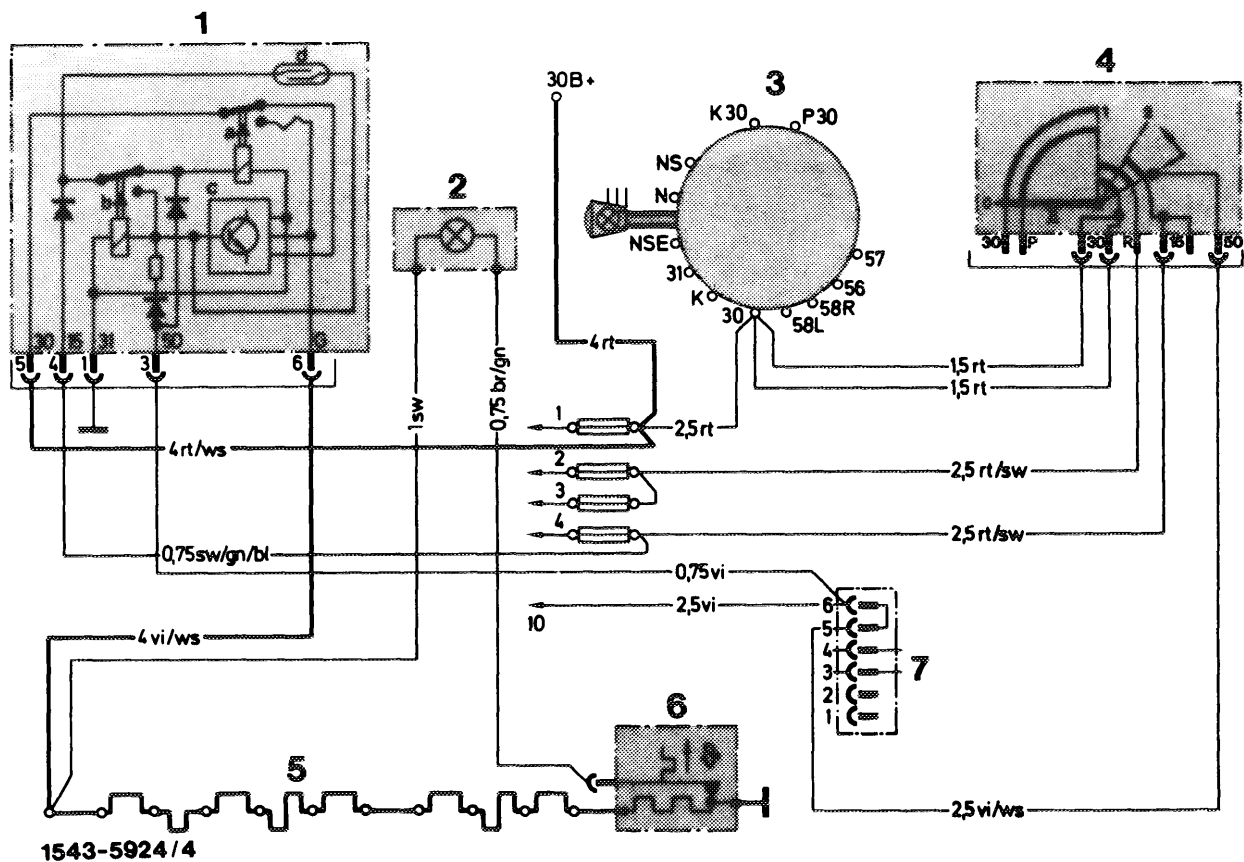 1
d
a
b
c
30 15 31 50 G
5 4 1 3 6
2
30B+
3
K30
P30
NS
N
NSE
31
K
30
58L
58R
56
57
4
30 P 30 R 15 50
4rt
1,5 rt
1,5 rt
1sw
0,75 br/gn
1
2,5 rt
4 rt/ws
2
2,5 rt/sw
3
4
2,5 rt/sw
0,75 sw/gn/bl
0,75 vi
2,5 vi
10
6
5
4
3
2
1
7
4 vi/ws
6
5
2,5 vi/ws
1543-5924/4